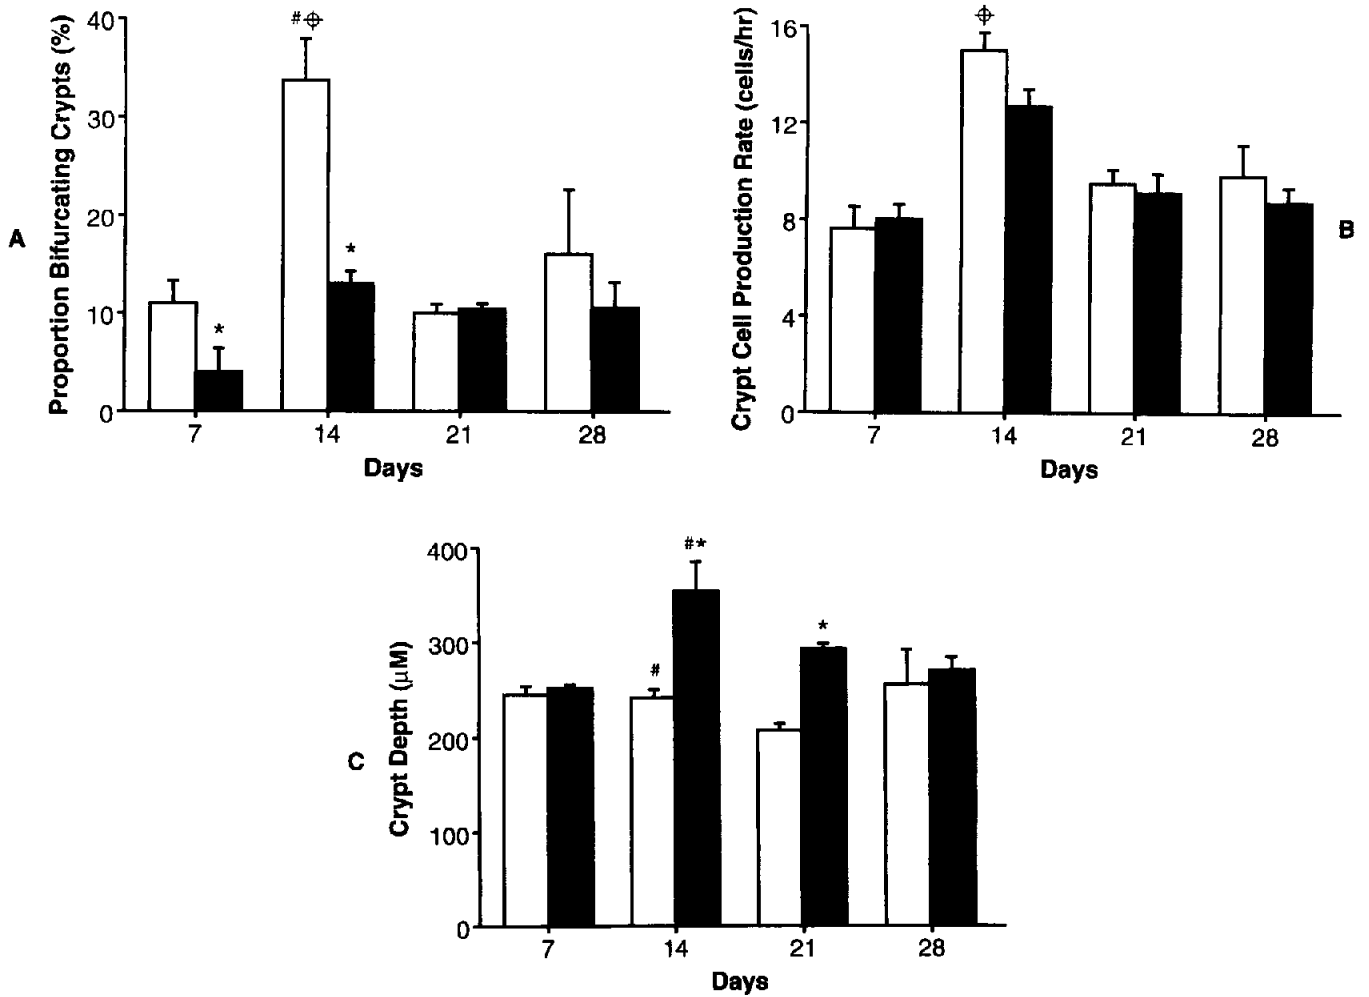 A
Proportion Bifurcating Crypts (%)
40
30
20
10
0
#⌖
*
*
7 14 21 28
Days
B
Crypt Cell Production Rate (cells/hr)
16
12
8
4
0
⌖
7 14 21 28
Days
C
Crypt Depth (μM)
400
300
200
100
0
#
#*
*
7 14 21 28
Days